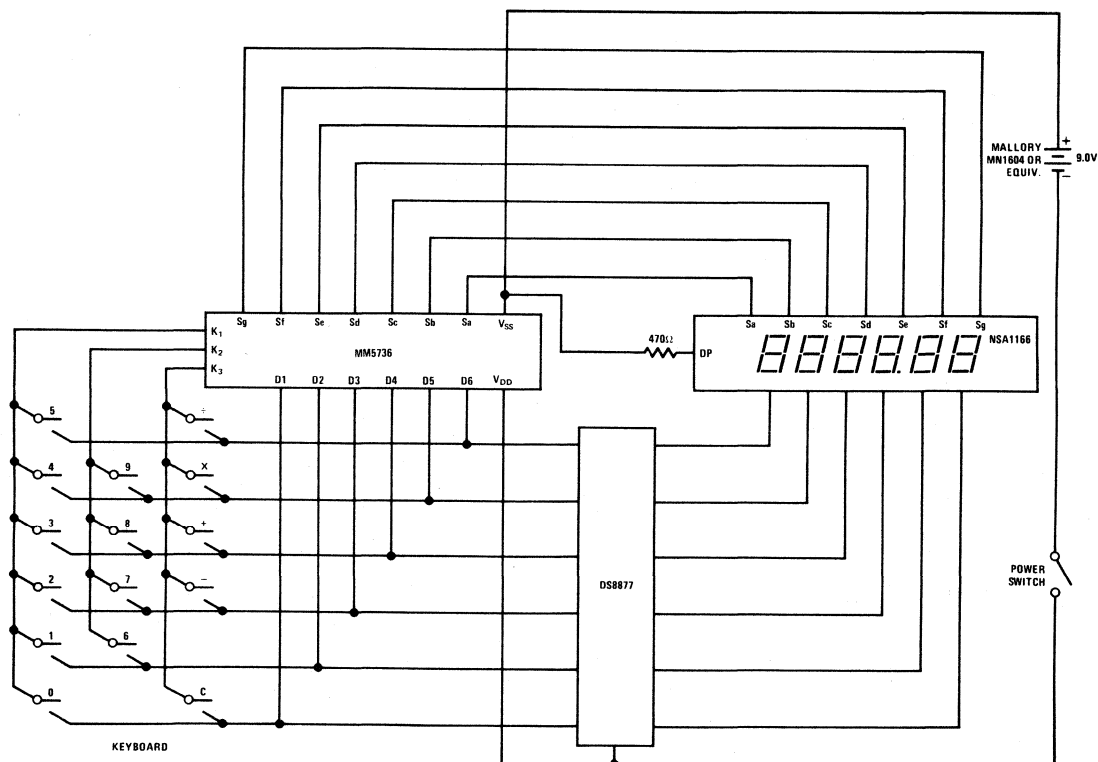 MALLORY
MN1604 OR
EQUIV.
+
−
9.0V
Sg Sf Se Sd Sc Sb Sa VSS
K1
K2
K3
MM5736
D1 D2 D3 D4 D5 D6 VDD
470Ω
Sa Sb Sc Sd Se Sf Sg
NSA1166
DP
8888.88
5 ÷
4 9 X
3 8 +
2 7 −
1 6
0 C
DS8877
POWER
SWITCH
KEYBOARD